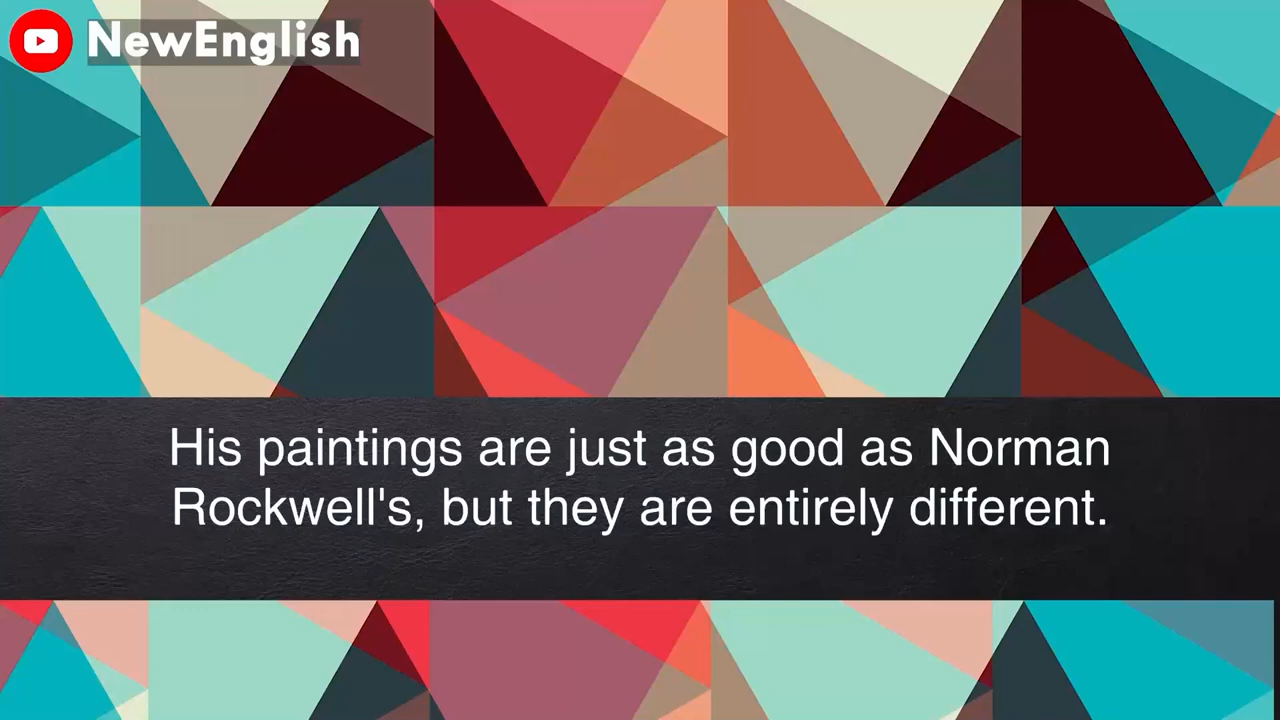 NewEnglish
His paintings are just as good as Norman
Rockwell's, but they are entirely different.